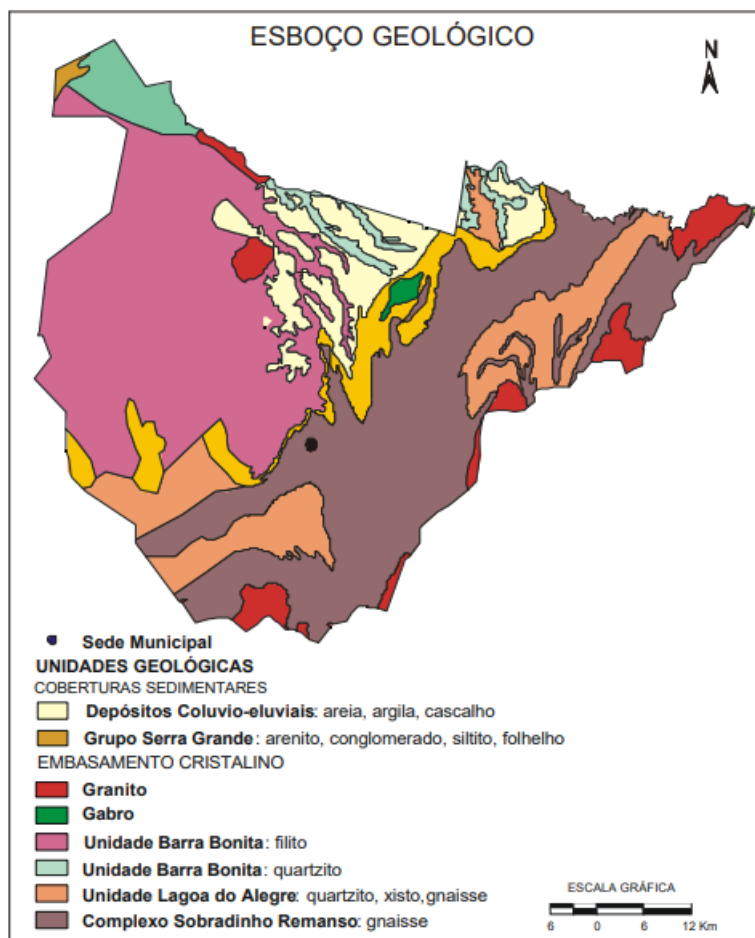 ESBOÇO GEOLÓGICO
N
Sede Municipal
UNIDADES GEOLÓGICAS
COBERTURAS SEDIMENTARES
Depósitos Coluvio-eluviais: areia, argila, cascalho
Grupo Serra Grande: arenito, conglomerado, siltito, folhelho
EMBASAMENTO CRISTALINO
Granito
Gabro
Unidade Barra Bonita: filito
Unidade Barra Bonita: quartzito
Unidade Lagoa do Alegre: quartzito, xisto,gnaisse
Complexo Sobradinho Remanso: gnaisse
ESCALA GRÁFICA
6 0 6 12 Km